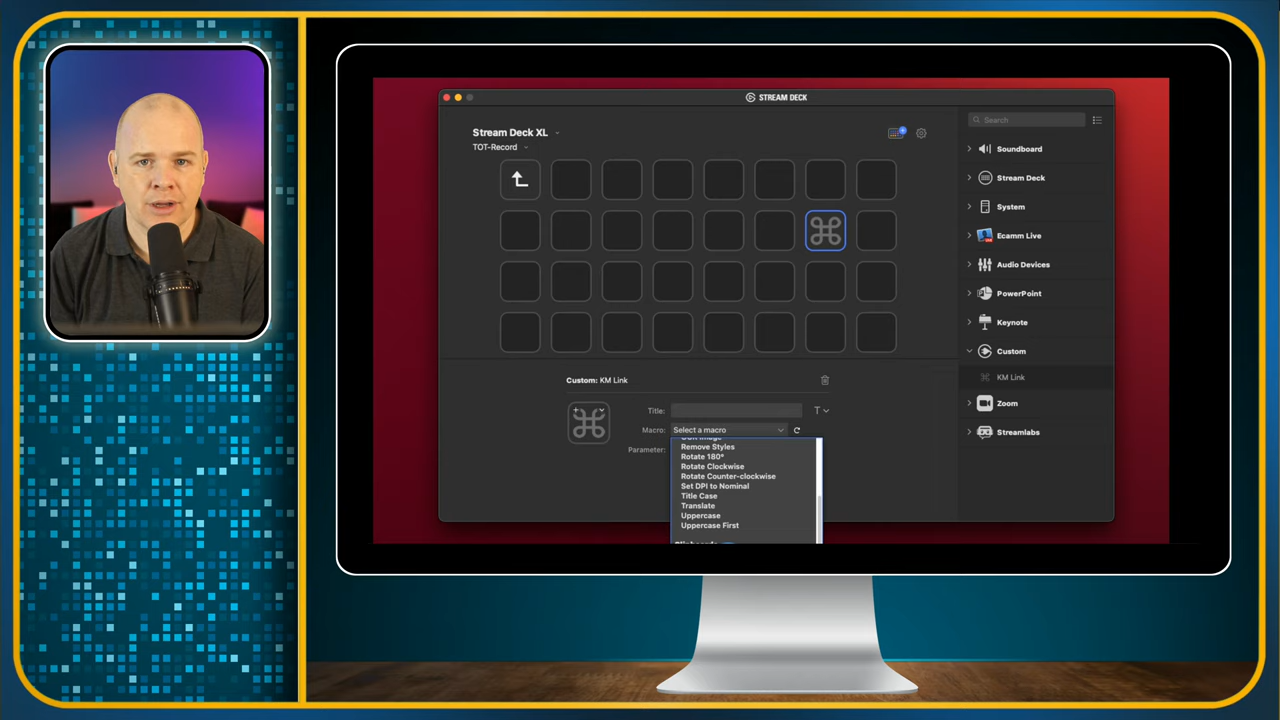 STREAM DECK
Stream Deck XL
TOT-Record
Search
Soundboard
Stream Deck
System
Ecamm Live
Audio Devices
PowerPoint
Keynote
Custom
KM Link
Zoom
Streamlabs
Custom: KM Link
Title:
T
Macro: Select a macro
Parameter:
Remove Styles
Rotate 180°
Rotate Clockwise
Rotate Counter-clockwise
Set DPI to Nominal
Title Case
Translate
Uppercase
Uppercase First